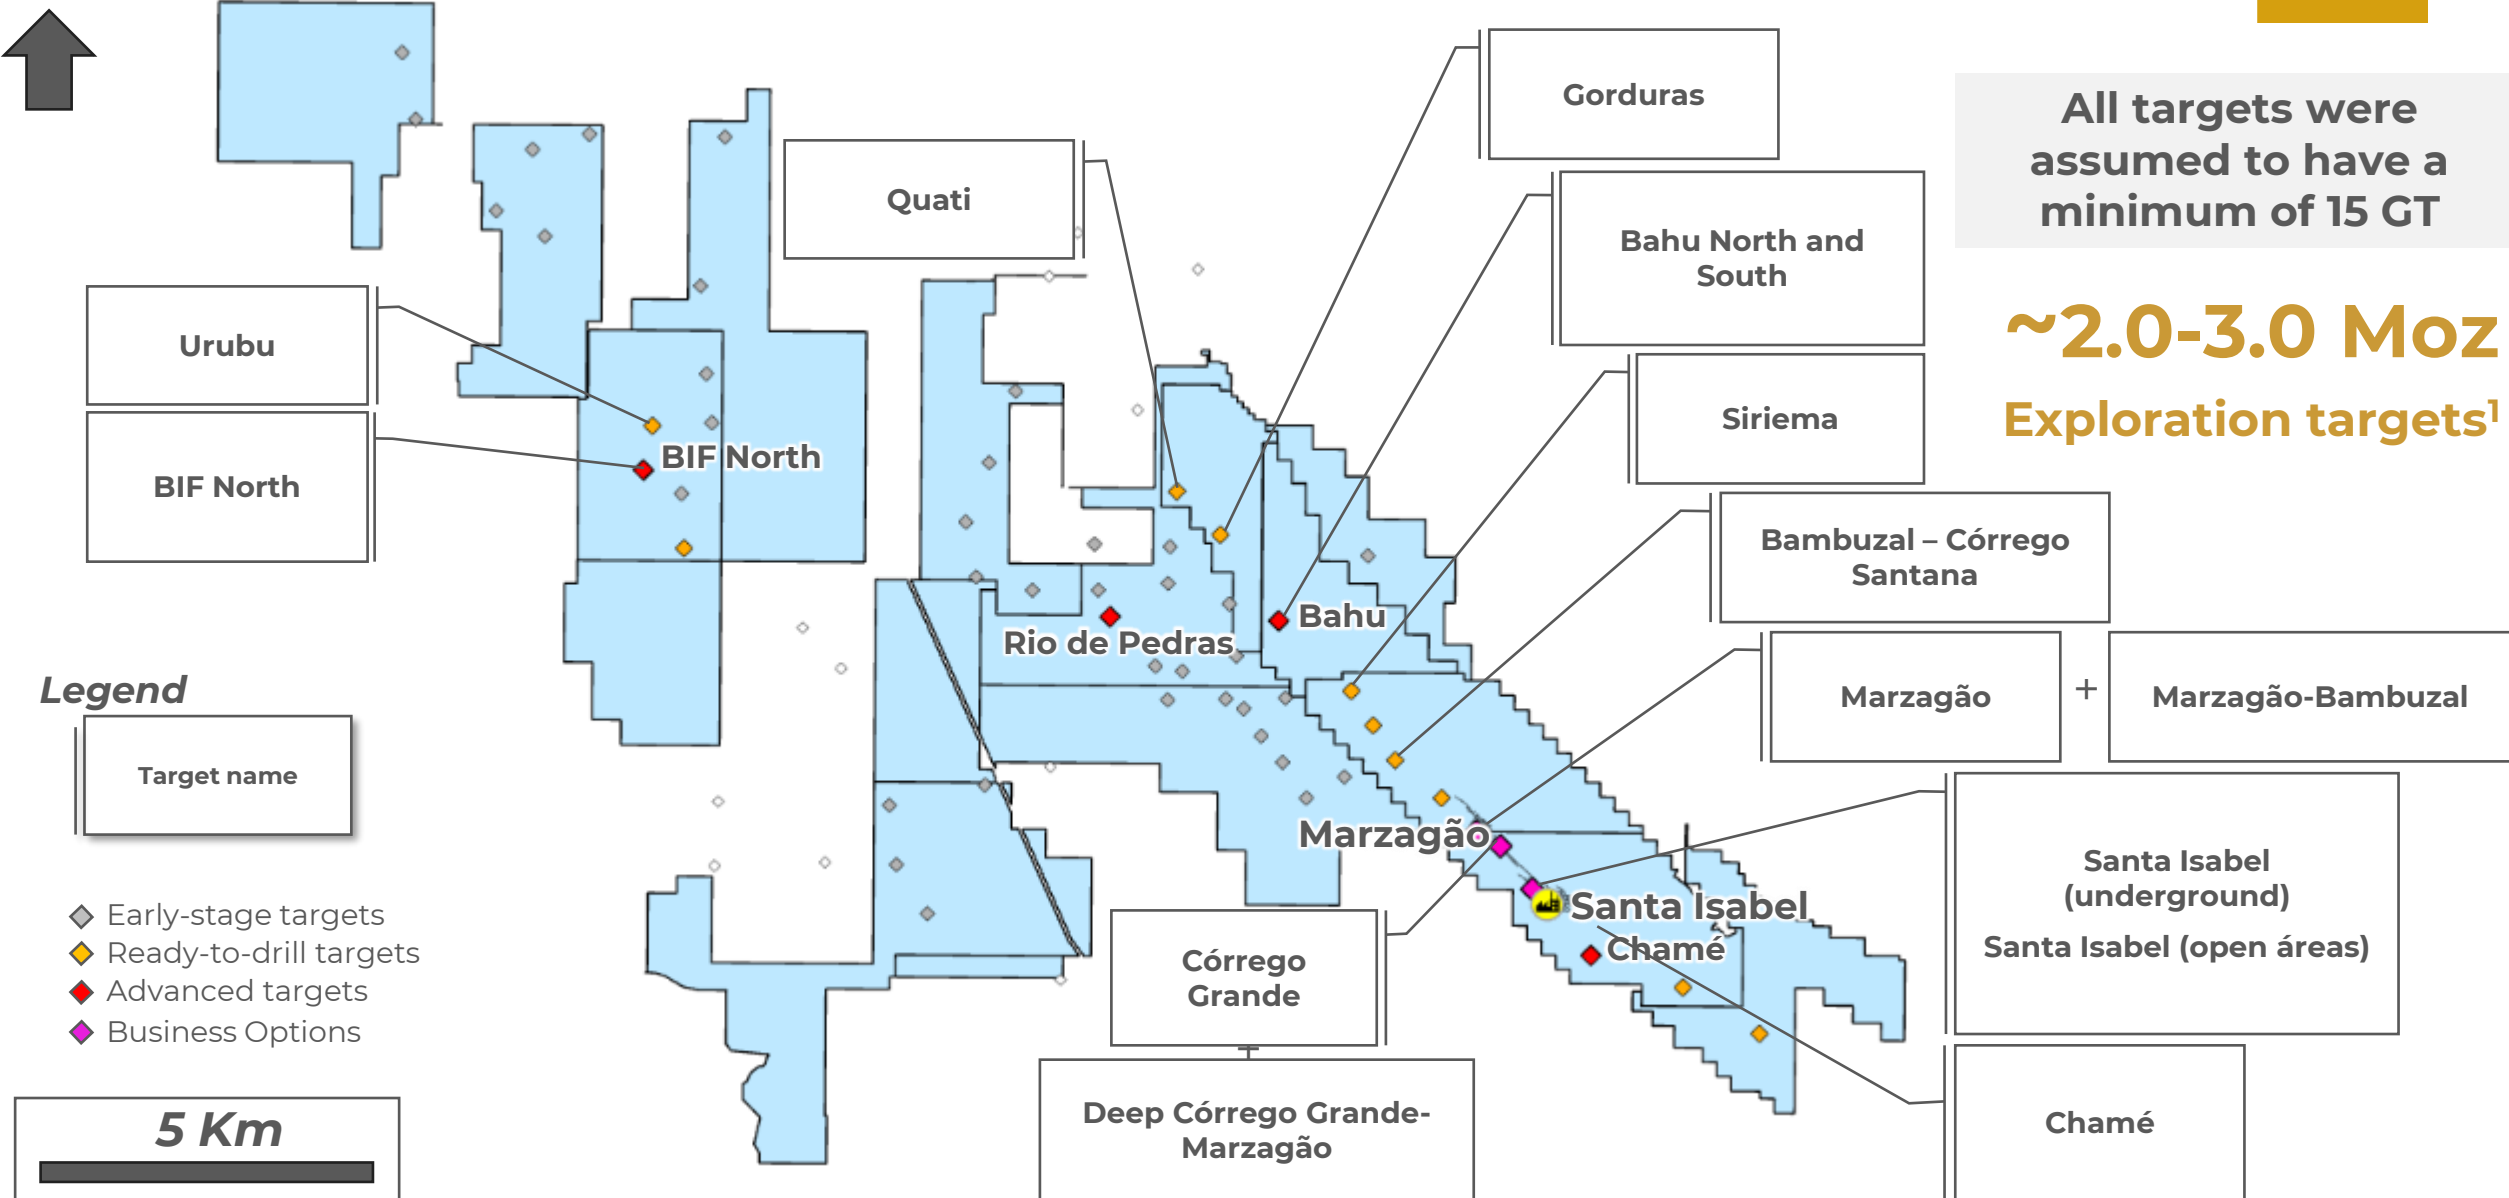 Gorduras
All targets were
assumed to have a
minimum of 15 GT
Quati
Bahu North and
South
~2.0-3.0 Moz
Exploration targets¹
Urubu
Siriema
BIF North
BIF North
Bambuzal – Córrego
Santana
Bahu
Rio de Pedras
Marzagão
+
Marzagão-Bambuzal
Legend
Target name
Marzagão
Santa Isabel
(underground)
Santa Isabel (open áreas)
Santa Isabel
Chamé
Early-stage targets
Ready-to-drill targets
Advanced targets
Business Options
Córrego
Grande
+
Deep Córrego Grande-
Marzagão
Chamé
5 Km